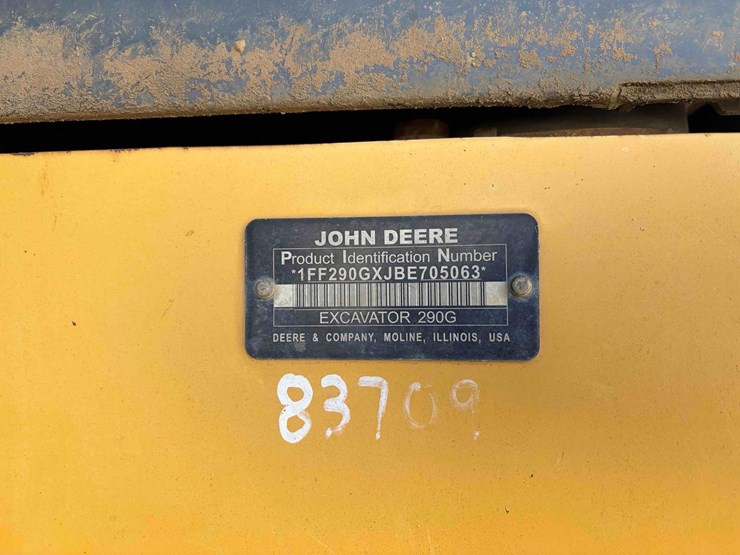 JOHN DEERE
Product Identification Number
*1FF290GXJBE705063*
EXCAVATOR 290G
DEERE & COMPANY, MOLINE, ILLINOIS, USA
83709